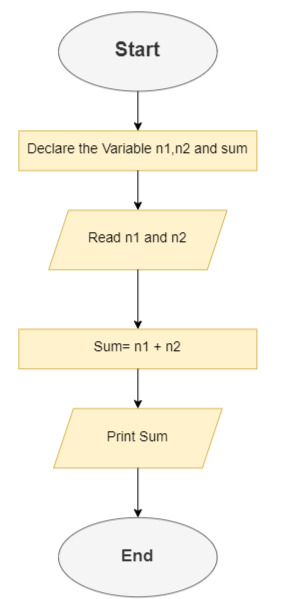 Start
Declare the Variable n1,n2 and sum
Read n1 and n2
Sum= n1 + n2
Print Sum
End